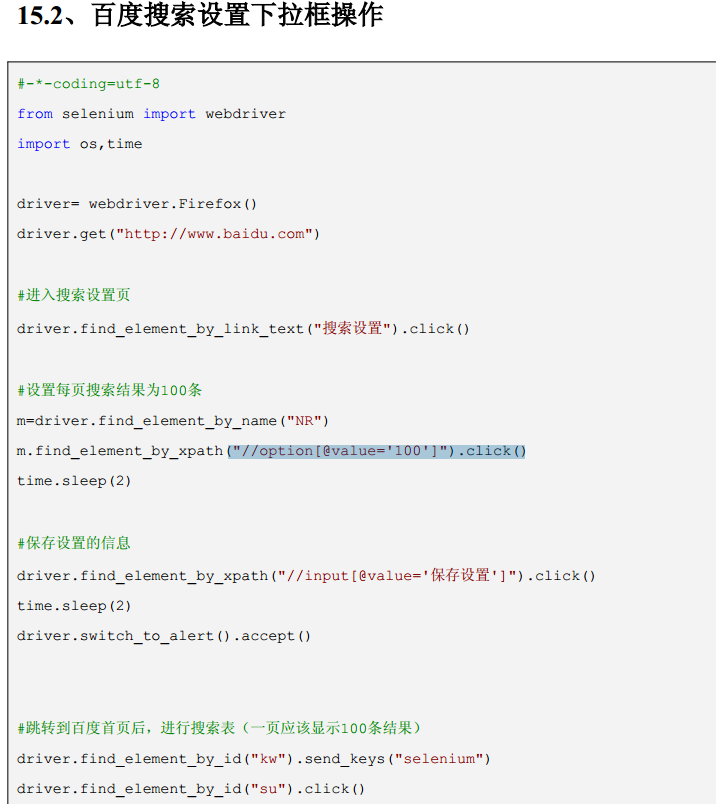 15.2、百度搜索设置下拉框操作
#-*-coding=utf-8
from selenium import webdriver
import os,time
driver= webdriver.Firefox()
driver.get("http://www.baidu.com")
#进入搜索设置页
driver.find_element_by_link_text("搜索设置").click()
#设置每页搜索结果为100条
m=driver.find_element_by_name("NR")
m.find_element_by_xpath("//option[@value='100']").click()
time.sleep(2)
#保存设置的信息
driver.find_element_by_xpath("//input[@value='保存设置']").click()
time.sleep(2)
driver.switch_to_alert().accept()
#跳转到百度首页后，进行搜索表（一页应该显示100条结果）
driver.find_element_by_id("kw").send_keys("selenium")
driver.find_element_by_id("su").click()